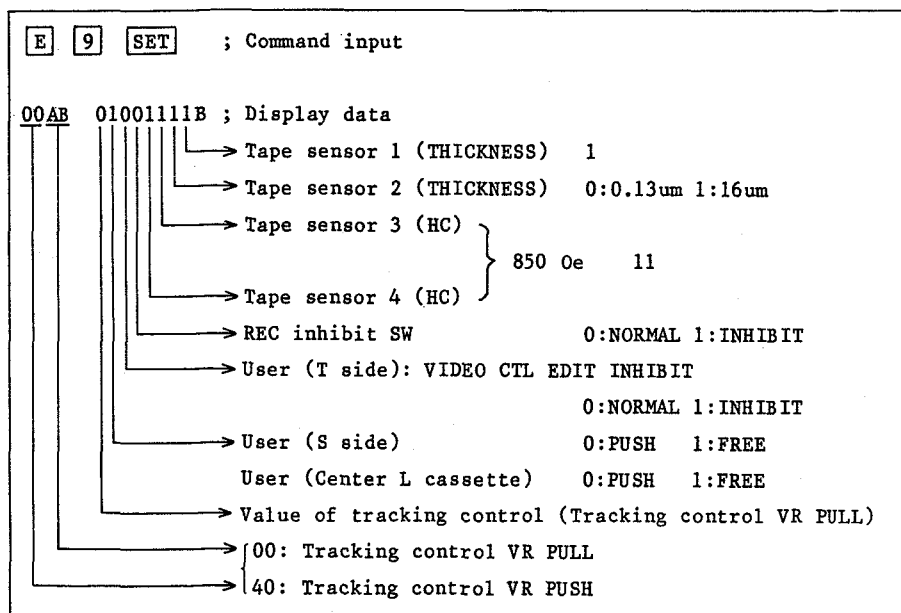 E 9 SET ; Command input
00AB 01001111B ; Display data
Tape sensor 1 (THICKNESS) 1
Tape sensor 2 (THICKNESS) 0:0.13um 1:16um
Tape sensor 3 (HC)
850 Oe 11
Tape sensor 4 (HC)
REC inhibit SW 0:NORMAL 1:INHIBIT
User (T side): VIDEO CTL EDIT INHIBIT
0:NORMAL 1:INHIBIT
User (S side) 0:PUSH 1:FREE
User (Center L cassette) 0:PUSH 1:FREE
Value of tracking control (Tracking control VR PULL)
00: Tracking control VR PULL
40: Tracking control VR PUSH